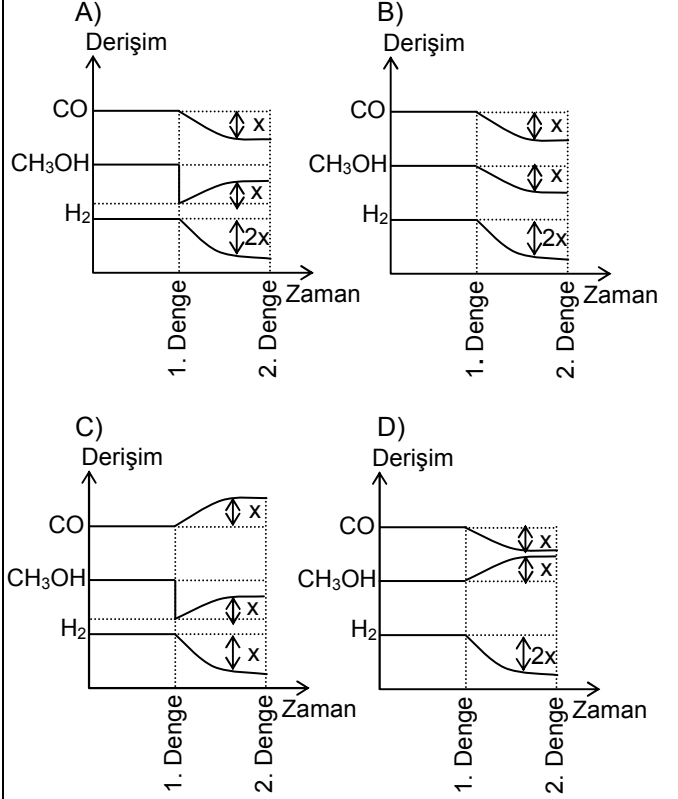 A)
Derişim
CO
x
CH₃OH
x
H₂
2x
Zaman
1. Denge
2. Denge
B)
Derişim
CO
x
CH₃OH
x
H₂
2x
Zaman
1. Denge
2. Denge
C)
Derişim
x
CO
CH₃OH
x
H₂
x
Zaman
1. Denge
2. Denge
D)
Derişim
CO
x
CH₃OH
x
H₂
2x
Zaman
1. Denge
2. Denge